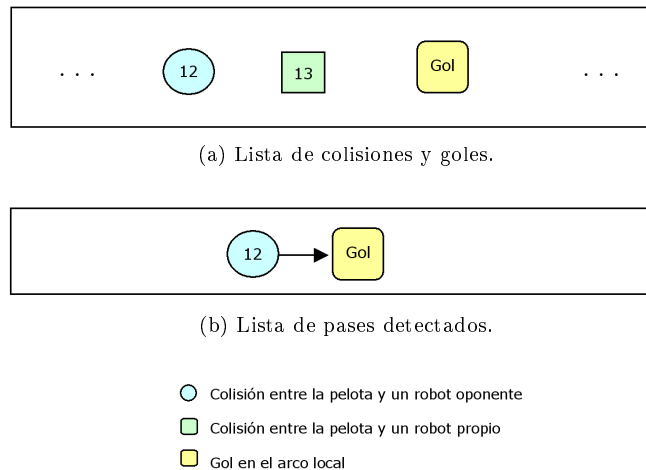 . . . 12 13 Gol . . .
(a) Lista de colisiones y goles.
12 Gol
(b) Lista de pases detectados.
Colisión entre la pelota y un robot oponente
Colisión entre la pelota y un robot propio
Gol en el arco local